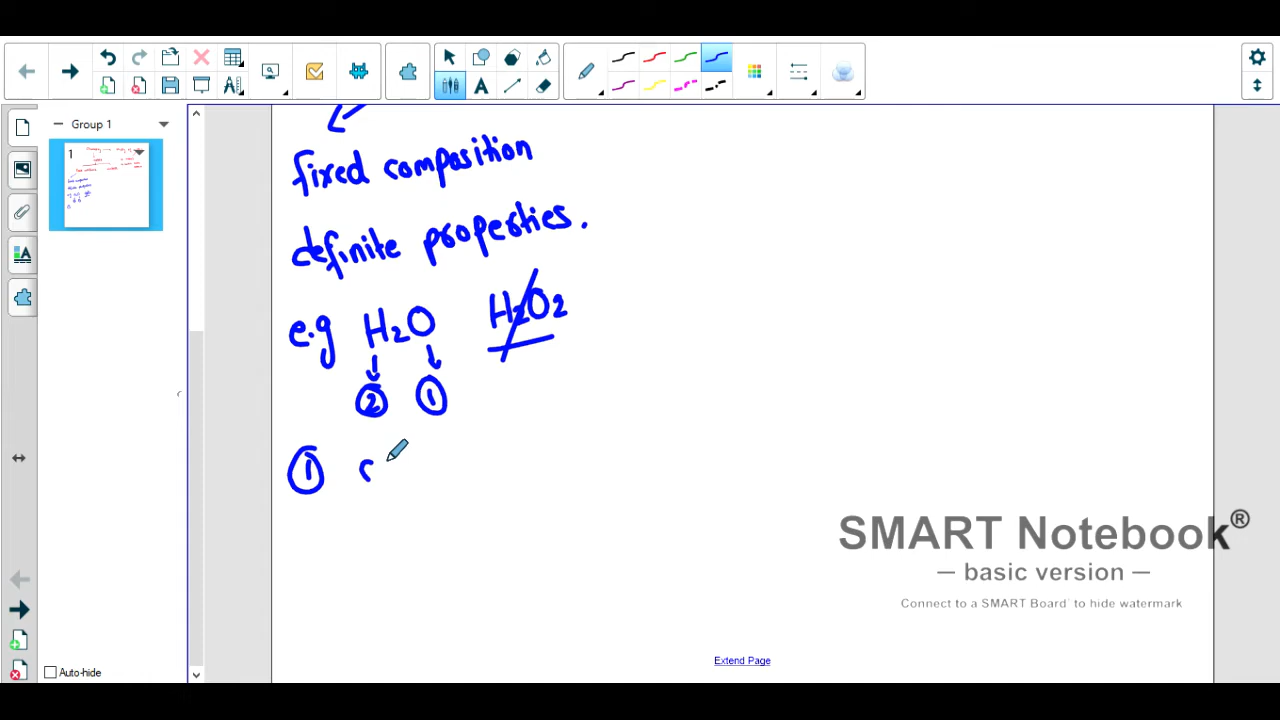 Group 1
1
fixed composition
definite properties.
e.g H₂O H₂O₂
2 1
1
SMART Notebook®
— basic version —
Connect to a SMART Board™ to hide watermark
Extend Page
Auto-hide